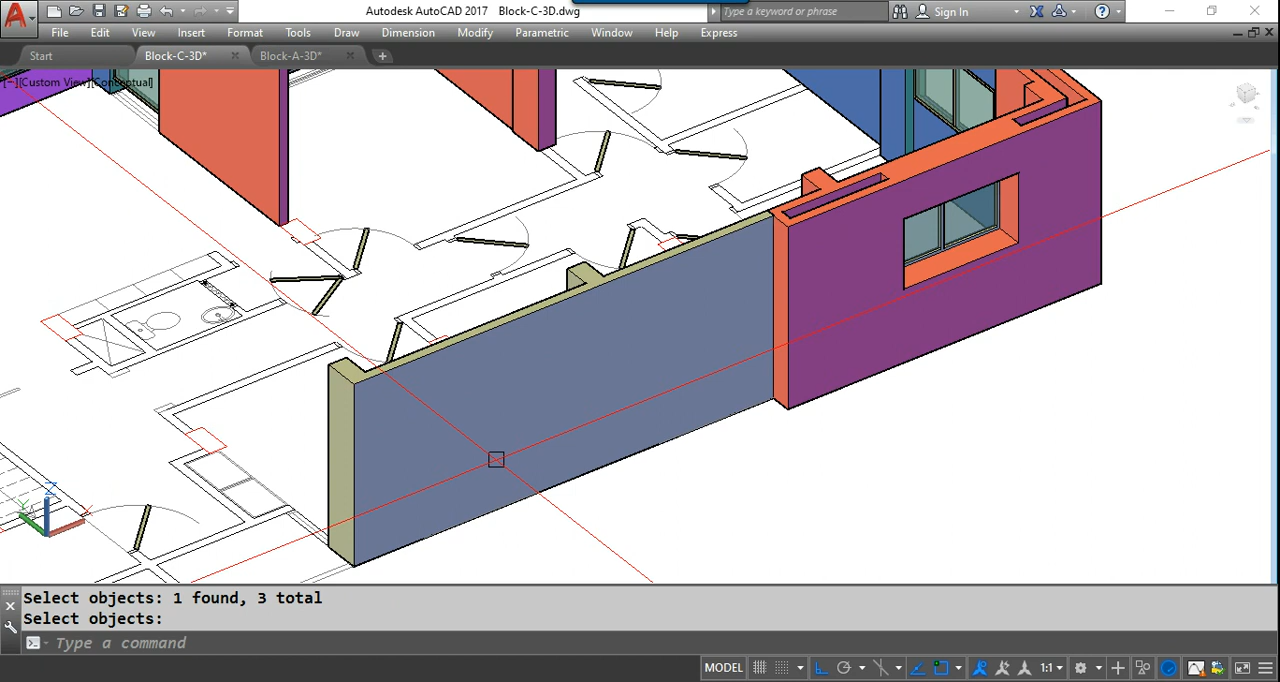 Autodesk AutoCAD 2017 Block-C-3D.dwg
Type a keyword or phrase
Sign In
File Edit View Insert Format Tools Draw Dimension Modify Parametric Window Help Express
Start Block-C-3D* Block-A-3D*
[−][Custom View][Conceptual]
Select objects: 1 found, 3 total
Select objects:
Type a command
MODEL 1:1